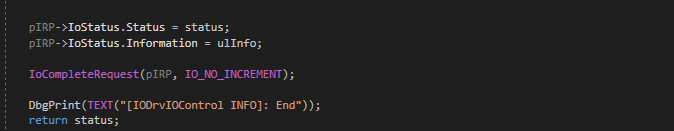 pIRP->IoStatus.Status = status;
pIRP->IoStatus.Information = ulInfo;
IoCompleteRequest(pIRP, IO_NO_INCREMENT);
DbgPrint(TEXT("[IODrvIOControl INFO]: End"));
return status;